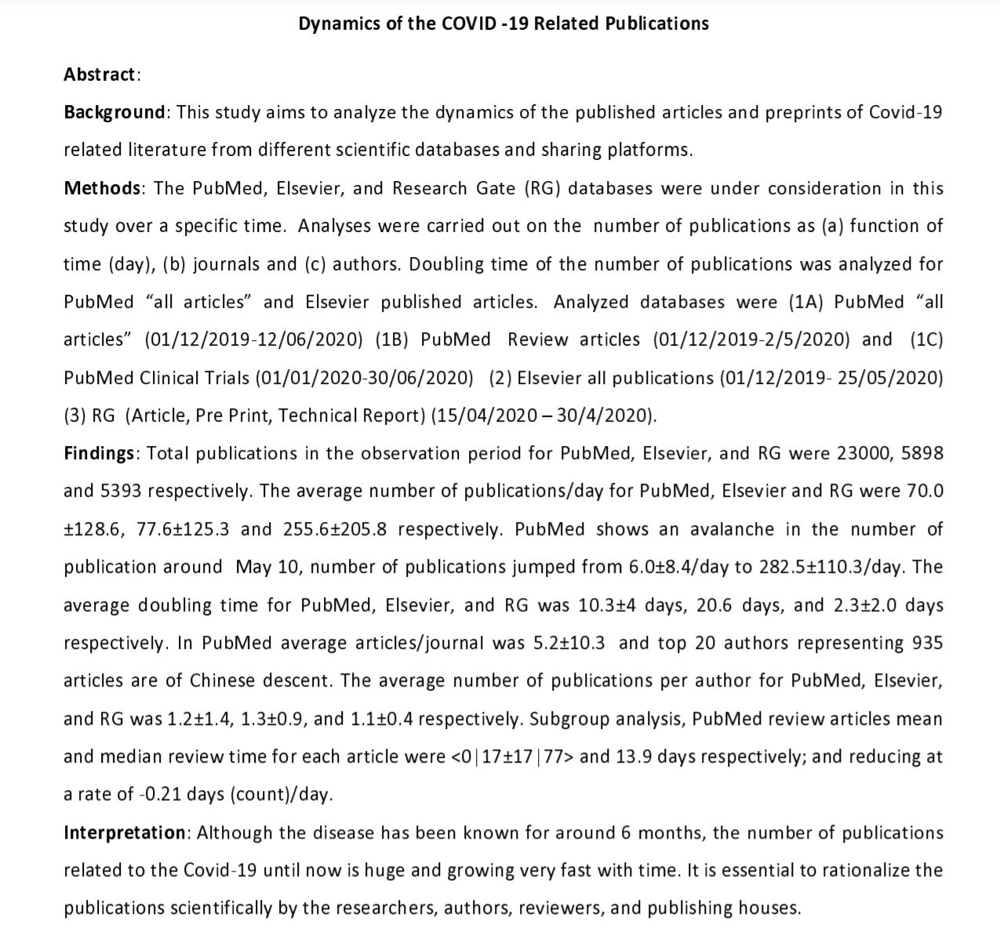 Dynamics of the COVID -19 Related Publications
Abstract:
Background: This study aims to analyze the dynamics of the published articles and preprints of Covid-19
related literature from different scientific databases and sharing platforms.
Methods: The PubMed, Elsevier, and Research Gate (RG) databases were under consideration in this
study over a specific time. Analyses were carried out on the number of publications as (a) function of
time (day), (b) journals and (c) authors. Doubling time of the number of publications was analyzed for
PubMed “all articles” and Elsevier published articles. Analyzed databases were (1A) PubMed “all
articles” (01/12/2019-12/06/2020) (1B) PubMed Review articles (01/12/2019-2/5/2020) and (1C)
PubMed Clinical Trials (01/01/2020-30/06/2020) (2) Elsevier all publications (01/12/2019- 25/05/2020)
(3) RG (Article, Pre Print, Technical Report) (15/04/2020 – 30/4/2020).
Findings: Total publications in the observation period for PubMed, Elsevier, and RG were 23000, 5898
and 5393 respectively. The average number of publications/day for PubMed, Elsevier and RG were 70.0
±128.6, 77.6±125.3 and 255.6±205.8 respectively. PubMed shows an avalanche in the number of
publication around May 10, number of publications jumped from 6.0±8.4/day to 282.5±110.3/day. The
average doubling time for PubMed, Elsevier, and RG was 10.3±4 days, 20.6 days, and 2.3±2.0 days
respectively. In PubMed average articles/journal was 5.2±10.3 and top 20 authors representing 935
articles are of Chinese descent. The average number of publications per author for PubMed, Elsevier,
and RG was 1.2±1.4, 1.3±0.9, and 1.1±0.4 respectively. Subgroup analysis, PubMed review articles mean
and median review time for each article were <0|17±17|77> and 13.9 days respectively; and reducing at
a rate of -0.21 days (count)/day.
Interpretation: Although the disease has been known for around 6 months, the number of publications
related to the Covid-19 until now is huge and growing very fast with time. It is essential to rationalize the
publications scientifically by the researchers, authors, reviewers, and publishing houses.